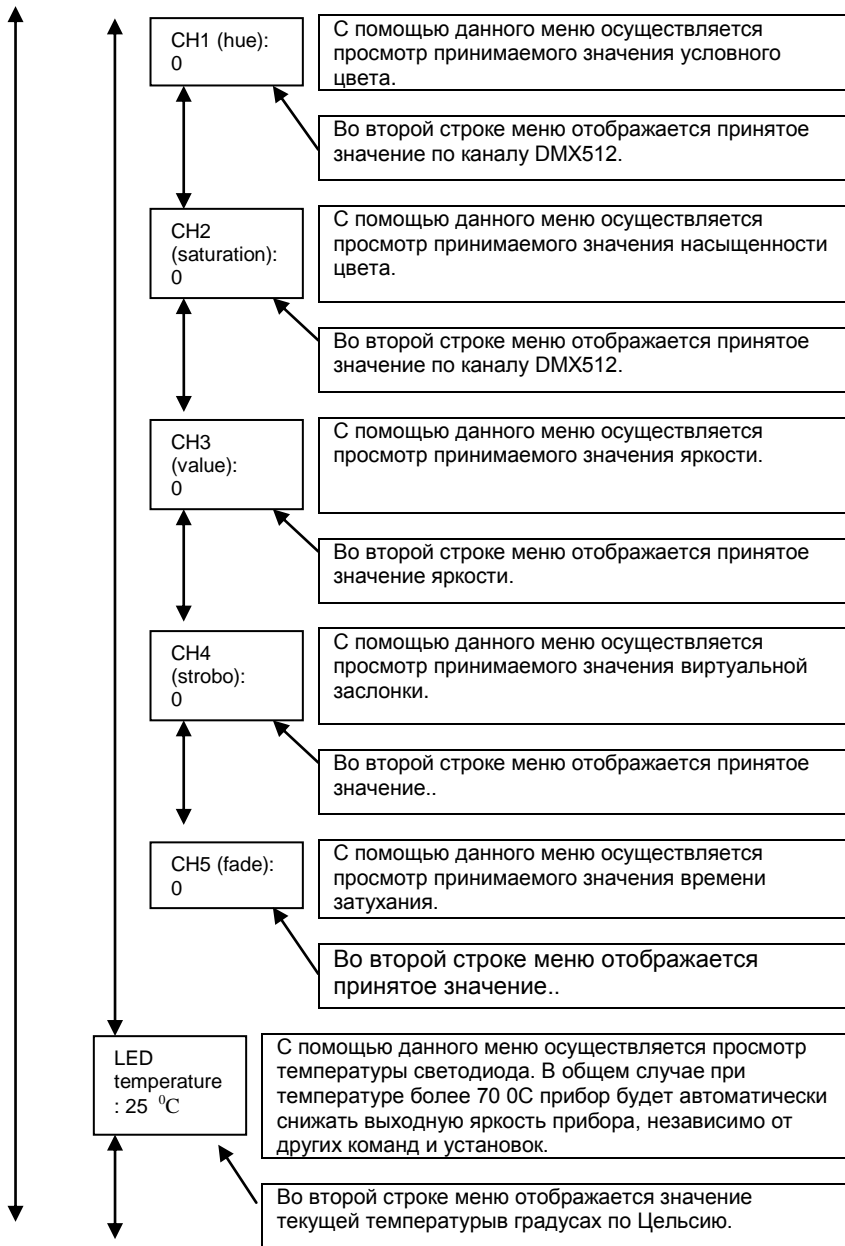 CH1 (hue):
0
С помощью данного меню осуществляется
просмотр принимаемого значения условного
цвета.
Во второй строке меню отображается принятое
значение по каналу DMX512.
CH2
(saturation):
0
С помощью данного меню осуществляется
просмотр принимаемого значения насыщенности
цвета.
Во второй строке меню отображается принятое
значение по каналу DMX512.
CH3
(value):
0
С помощью данного меню осуществляется
просмотр принимаемого значения яркости.
Во второй строке меню отображается принятое
значение яркости.
CH4
(strobo):
0
С помощью данного меню осуществляется
просмотр принимаемого значения виртуальной
заслонки.
Во второй строке меню отображается принятое
значение..
CH5 (fade):
0
С помощью данного меню осуществляется
просмотр принимаемого значения времени
затухания.
Во второй строке меню отображается
принятое значение..
LED
temperature
: 25 ⁰C
С помощью данного меню осуществляется просмотр
температуры светодиода. В общем случае при
температуре более 70 0С прибор будет автоматически
снижать выходную яркость прибора, независимо от
других команд и установок.
Во второй строке меню отображается значение
текущей температурыв градусах по Цельсию.